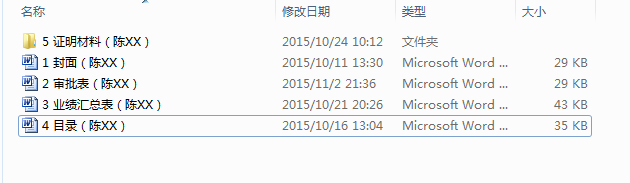 名称 修改日期 类型 大小
5 证明材料（陈XX） 2015/10/24 10:12 文件夹
1 封面（陈XX） 2015/10/11 13:30 Microsoft Word ... 29 KB
2 审批表（陈XX） 2015/11/2 21:36 Microsoft Word ... 29 KB
3 业绩汇总表（陈XX） 2015/10/21 20:26 Microsoft Word ... 43 KB
4 目录（陈XX） 2015/10/16 13:04 Microsoft Word ... 35 KB